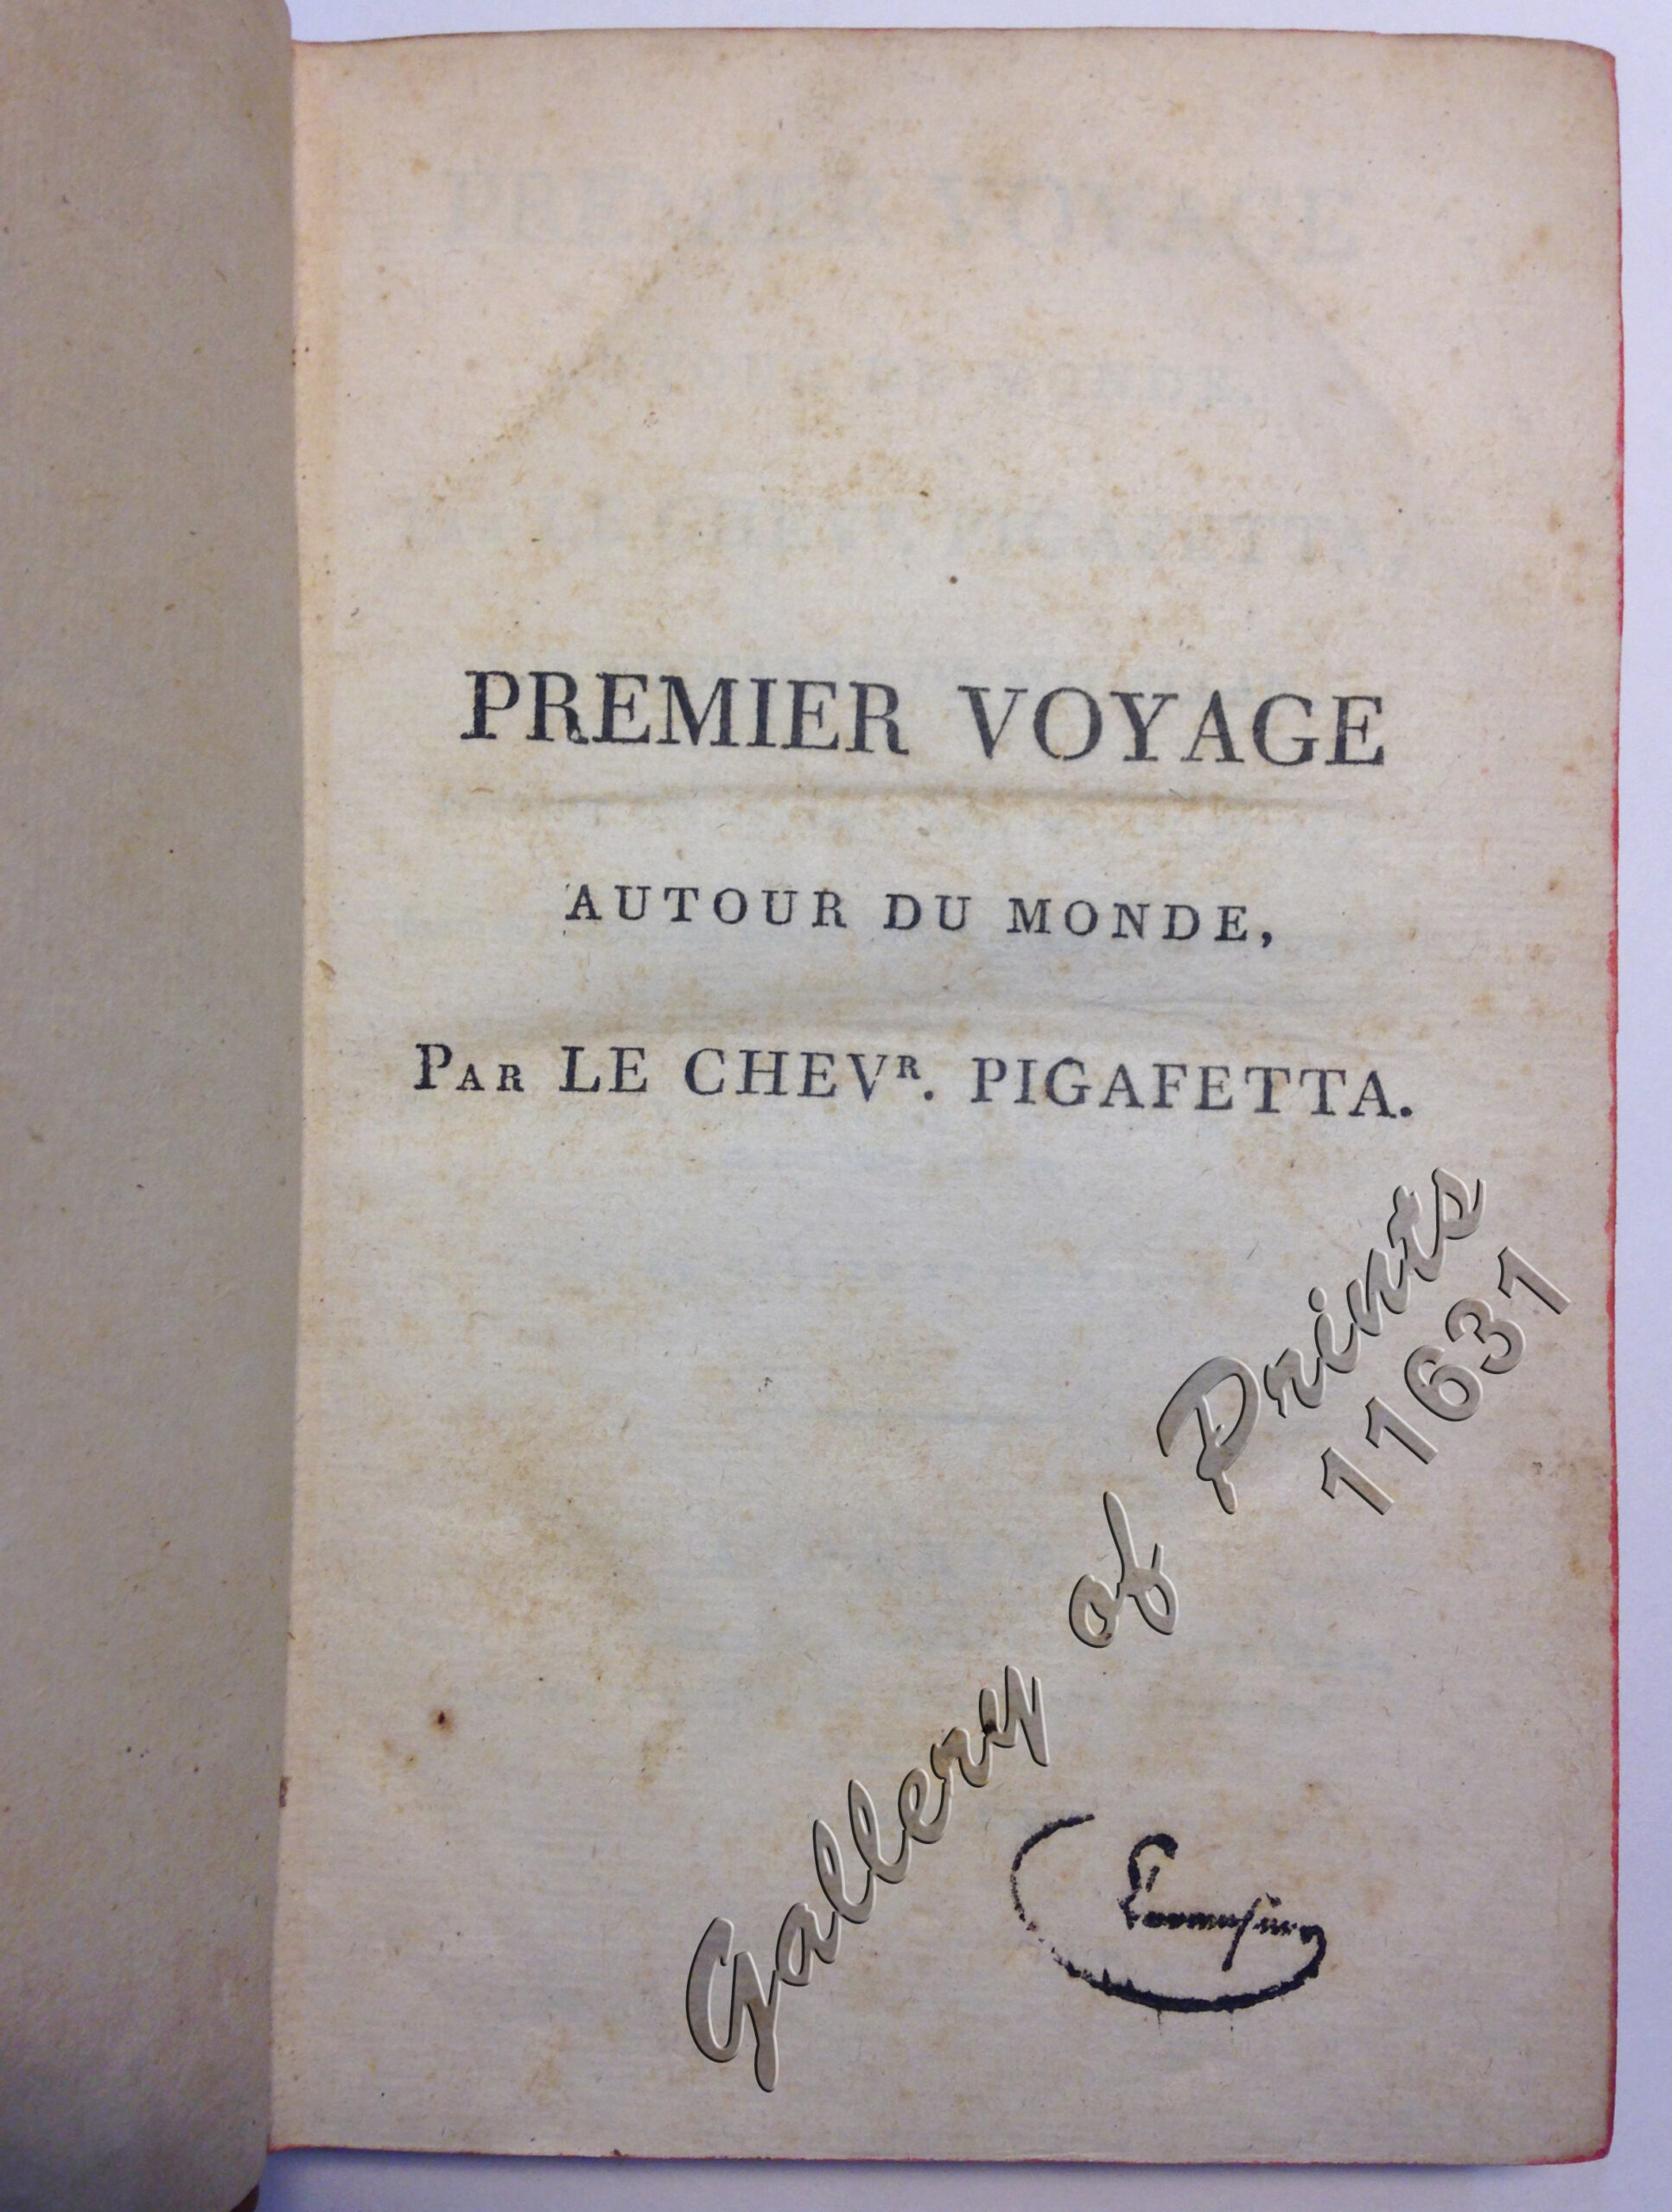 PREMIER VOYAGE
AUTOUR DU MONDE,
PAR LE CHEVR. PIGAFETTA.
Gallery of Prints
11631